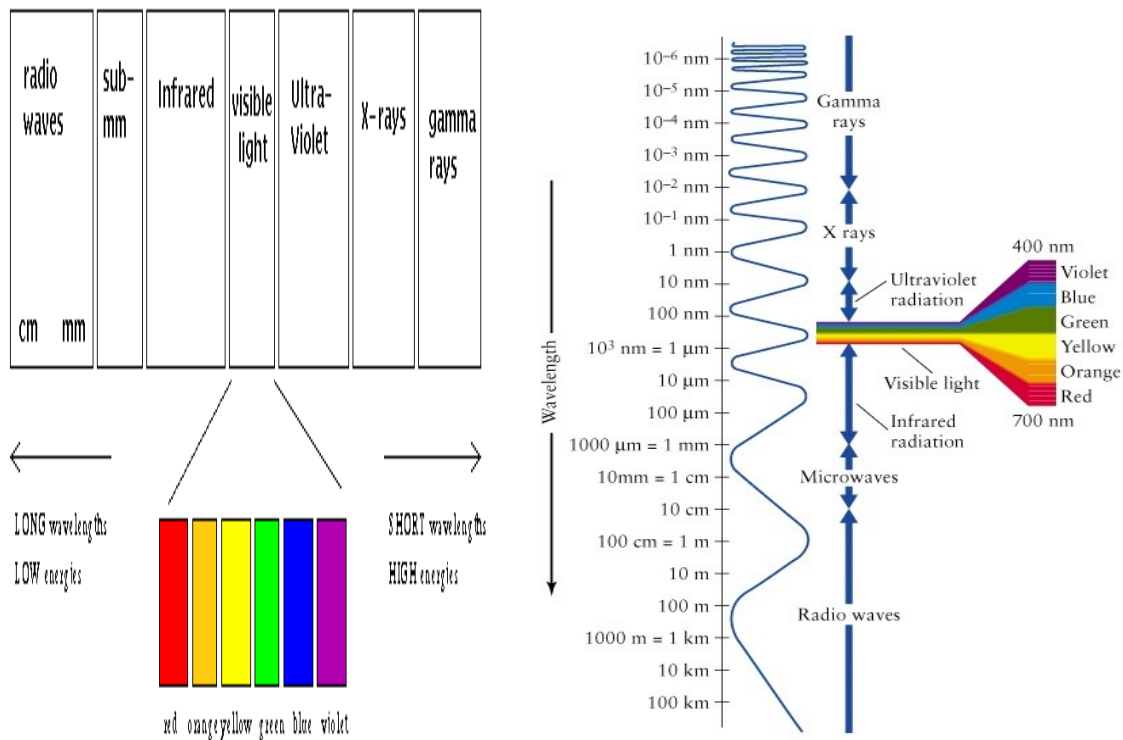 radio
waves
sub-
mm
Infrared
visible
light
Ultra-
Violet
X-rays
gamma
rays
cm mm
LONG wavelengths
LOW energies
SHORT wavelengths
HIGH energies
red orange yellow green blue violet
Wavelength
10⁻⁶ nm
10⁻⁵ nm
10⁻⁴ nm
10⁻³ nm
10⁻² nm
10⁻¹ nm
1 nm
10 nm
100 nm
10³ nm = 1 μm
10 μm
100 μm
1000 μm = 1 mm
10mm = 1 cm
10 cm
100 cm = 1 m
10 m
100 m
1000 m = 1 km
10 km
100 km
Gamma
rays
X rays
Ultraviolet
radiation
Visible light
Infrared
radiation
Microwaves
Radio waves
400 nm
Violet
Blue
Green
Yellow
Orange
Red
700 nm